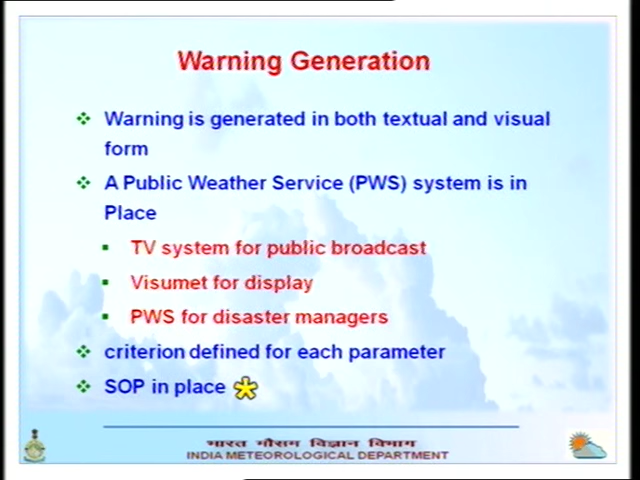 Warning Generation
Warning is generated in both textual and visual
form
A Public Weather Service (PWS) system is in
Place
TV system for public broadcast
Visumet for display
PWS for disaster managers
criterion defined for each parameter
SOP in place
भारत मौसम विज्ञान विभाग
INDIA METEOROLOGICAL DEPARTMENT